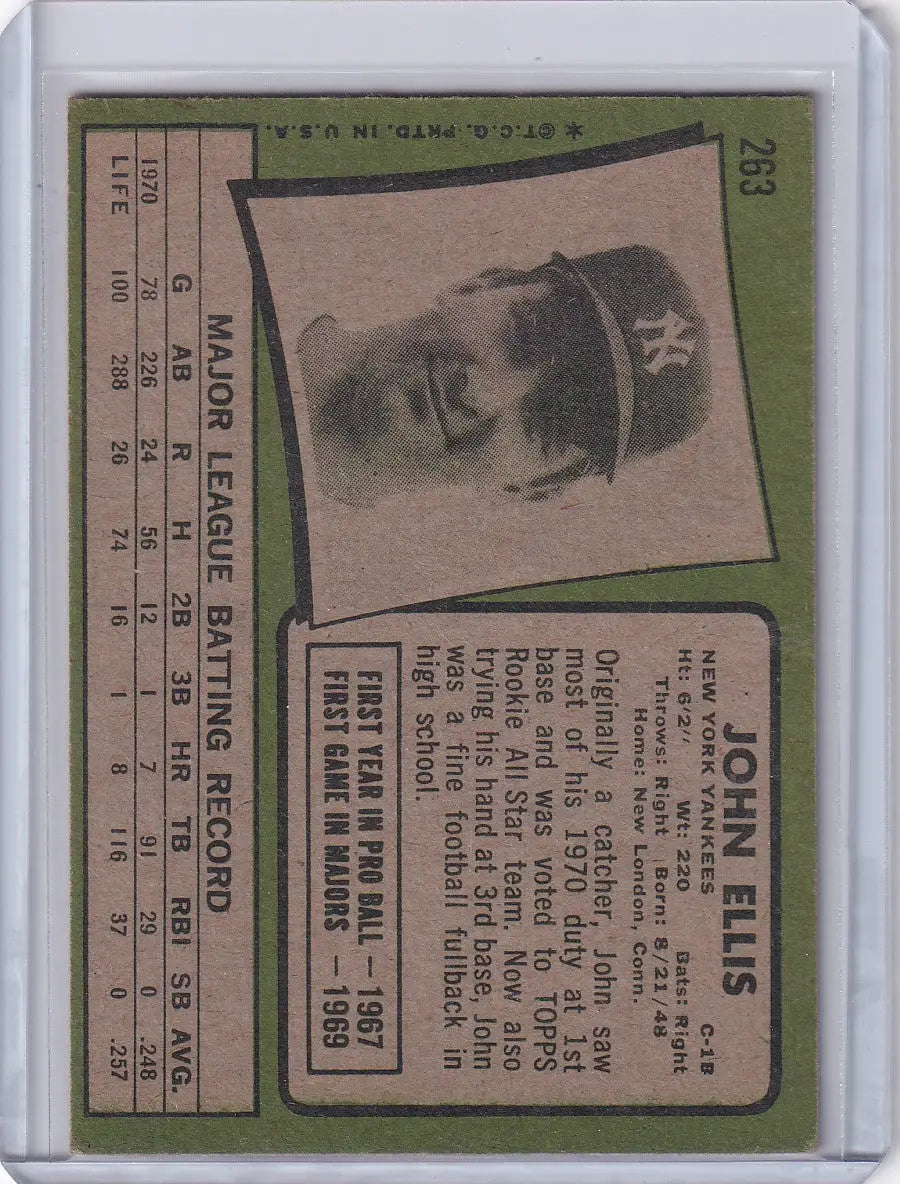 263
* ©T.C.G. PRTD. IN U.S.A.
NY
JOHN ELLIS
NEW YORK YANKEES C-1B
Ht: 6'2" Wt: 220 Bats: Right
Throws: Right Born: 8/21/48
Home: New London, Conn.
Originally a catcher, John saw
most of his 1970 duty at 1st
base and was voted to TOPPS
Rookie All Star team. Now also
trying his hand at 3rd base, John
was a fine football fullback in
high school.
FIRST YEAR IN PRO BALL — 1967
FIRST GAME IN MAJORS — 1969
MAJOR LEAGUE BATTING RECORD
G AB R H 2B 3B HR TB RBI SB AVG.
1970 78 226 24 56 12 1 7 91 29 0 .248
LIFE 100 288 26 74 16 1 8 116 37 0 .257